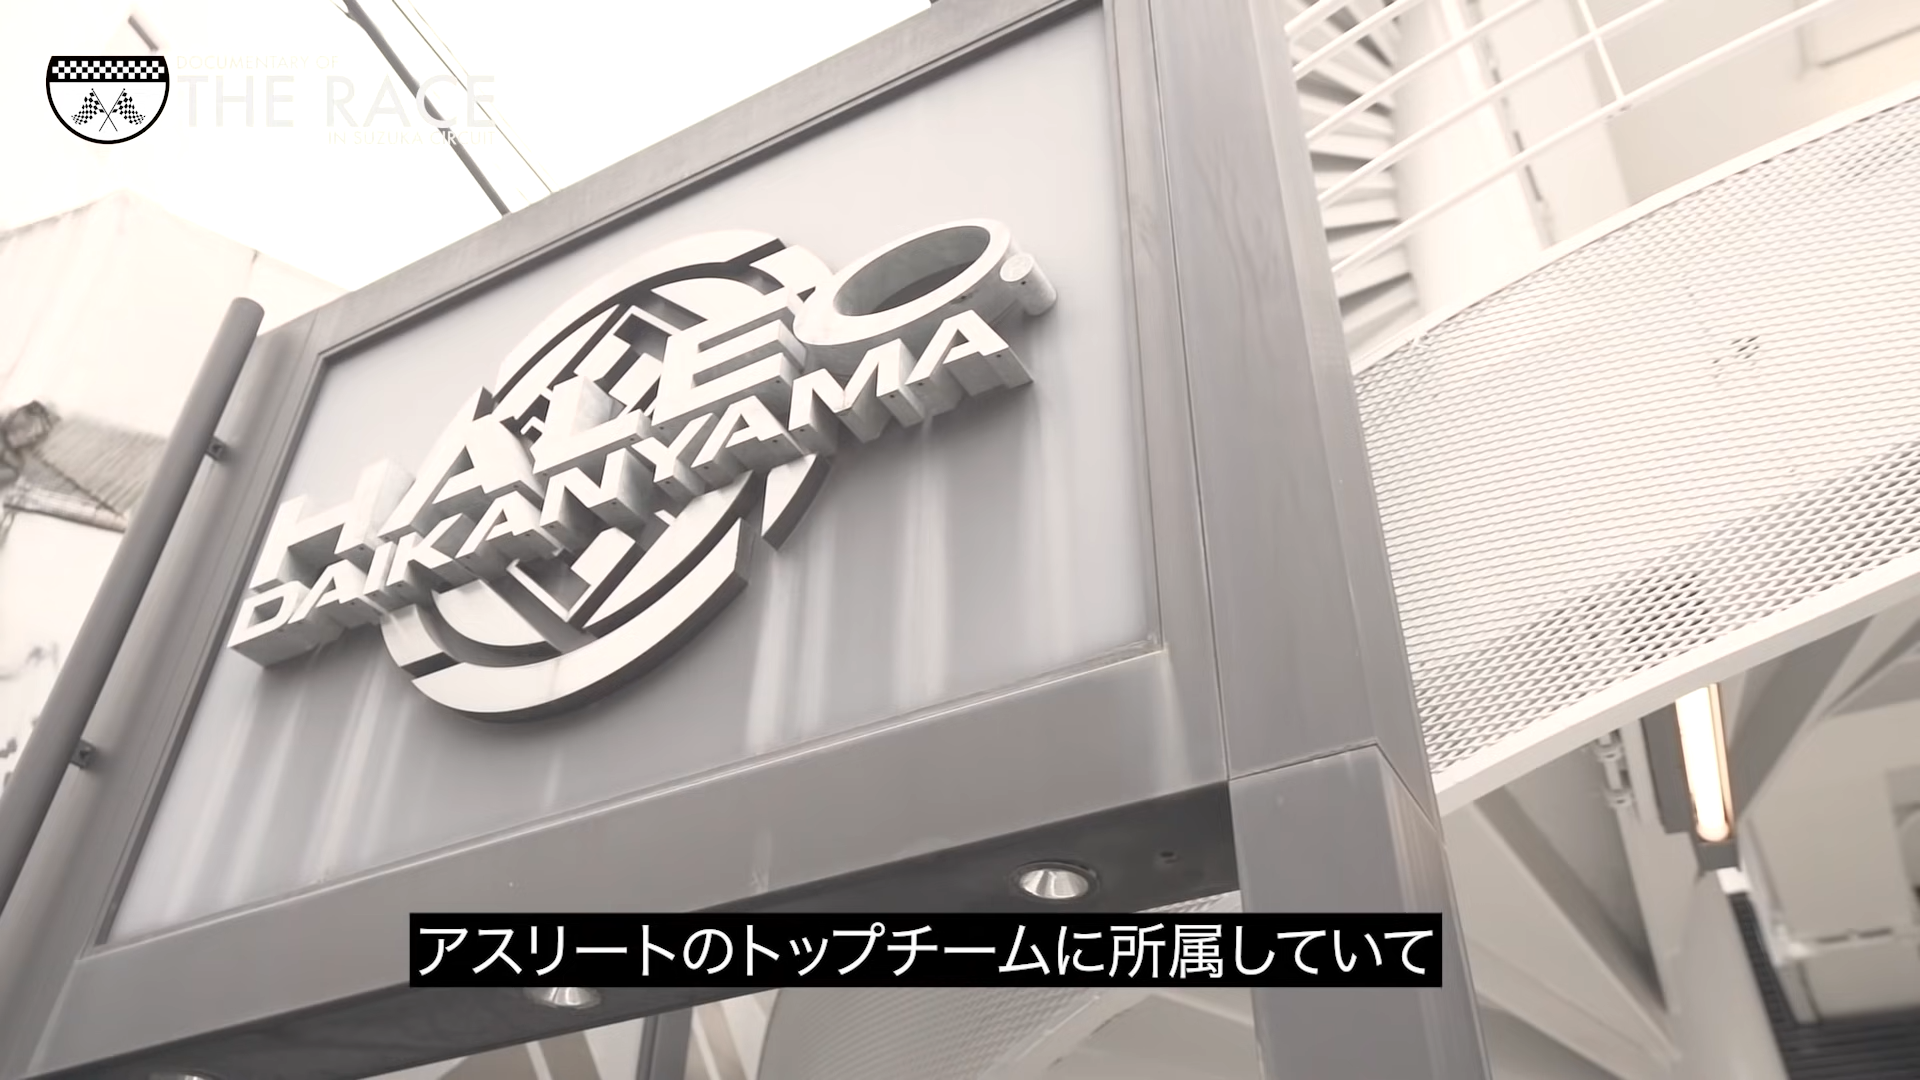 DOCUMENTARY OF
THE RACE
IN SUZUKA CIRCUIT
HALEO
DAIKANYAMA
アスリートのトップチームに所属していて